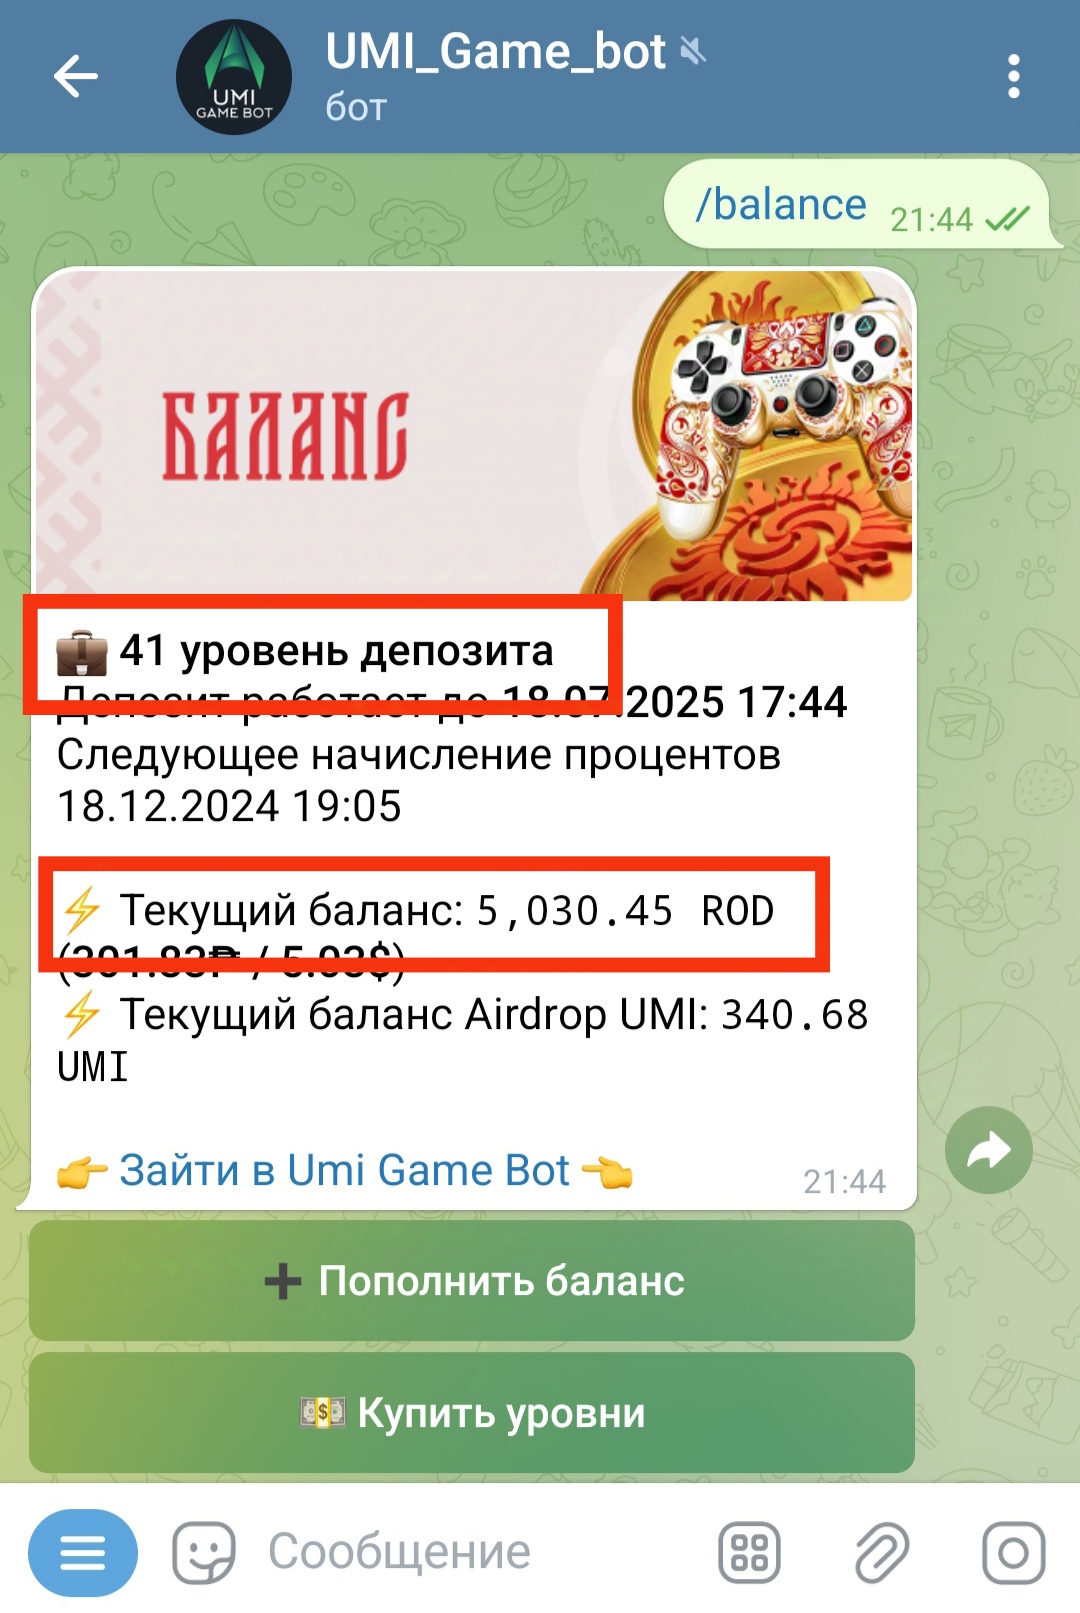 UMI_Game_bot
бот
UMI
GAME BOT
/balance 21:44
БАЛАНС
💼 41 уровень депозита
Депозит работает до 18.07.2025 17:44
Следующее начисление процентов
18.12.2024 19:05
⚡ Текущий баланс: 5,030.45 ROD
(301.83₽ / 5.03$)
⚡ Текущий баланс Airdrop UMI: 340.68
UMI
👉 Зайти в Umi Game Bot 👈
21:44
➕ Пополнить баланс
💵 Купить уровни
Сообщение